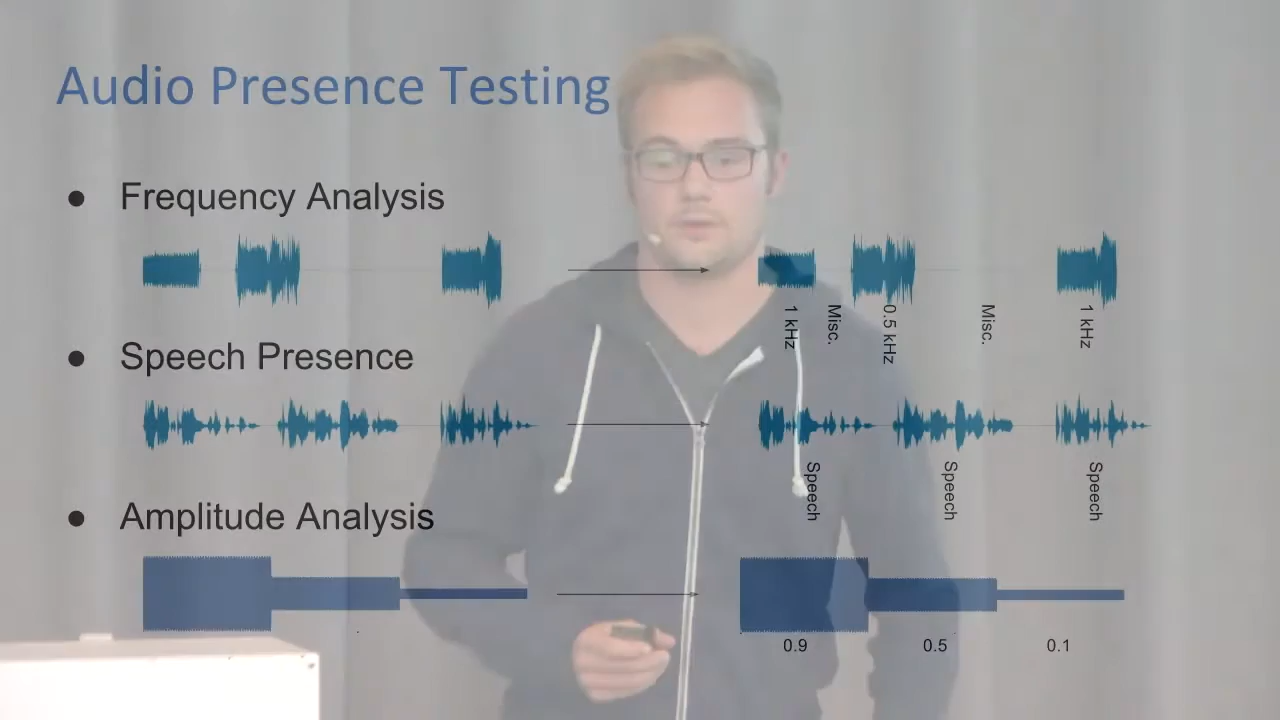 Audio Presence Testing
● Frequency Analysis
1 kHz
Misc.
0.5 kHz
Misc.
1 kHz
● Speech Presence
Speech
Speech
Speech
● Amplitude Analysis
0.9 0.5 0.1